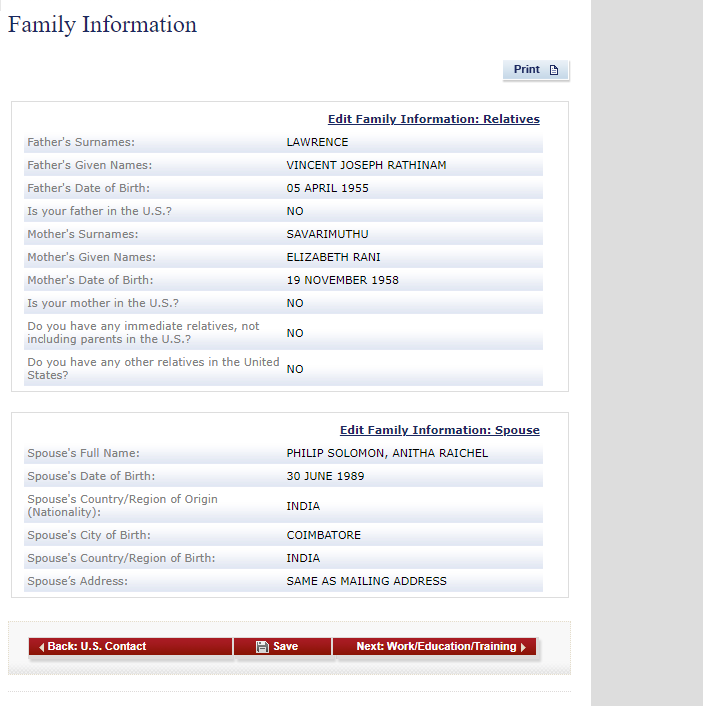 Family Information
Print
Edit Family Information: Relatives
Father's Surnames: LAWRENCE
Father's Given Names: VINCENT JOSEPH RATHINAM
Father's Date of Birth: 05 APRIL 1955
Is your father in the U.S.? NO
Mother's Surnames: SAVARIMUTHU
Mother's Given Names: ELIZABETH RANI
Mother's Date of Birth: 19 NOVEMBER 1958
Is your mother in the U.S.? NO
Do you have any immediate relatives, not
including parents in the U.S.? NO
Do you have any other relatives in the United
States? NO
Edit Family Information: Spouse
Spouse's Full Name: PHILIP SOLOMON, ANITHA RAICHEL
Spouse's Date of Birth: 30 JUNE 1989
Spouse's Country/Region of Origin
(Nationality): INDIA
Spouse's City of Birth: COIMBATORE
Spouse's Country/Region of Birth: INDIA
Spouse's Address: SAME AS MAILING ADDRESS
Back: U.S. Contact Save Next: Work/Education/Training